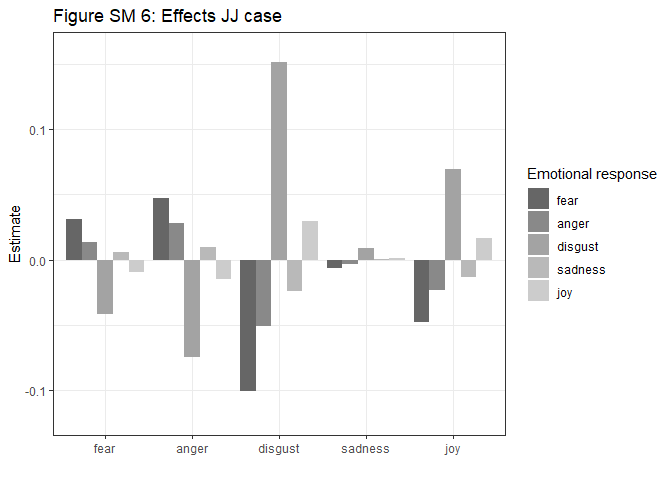 Figure SM 6: Effects JJ case
Estimate
0.1
0.0
-0.1
fear anger disgust sadness joy
Emotional response
fear
anger
disgust
sadness
joy